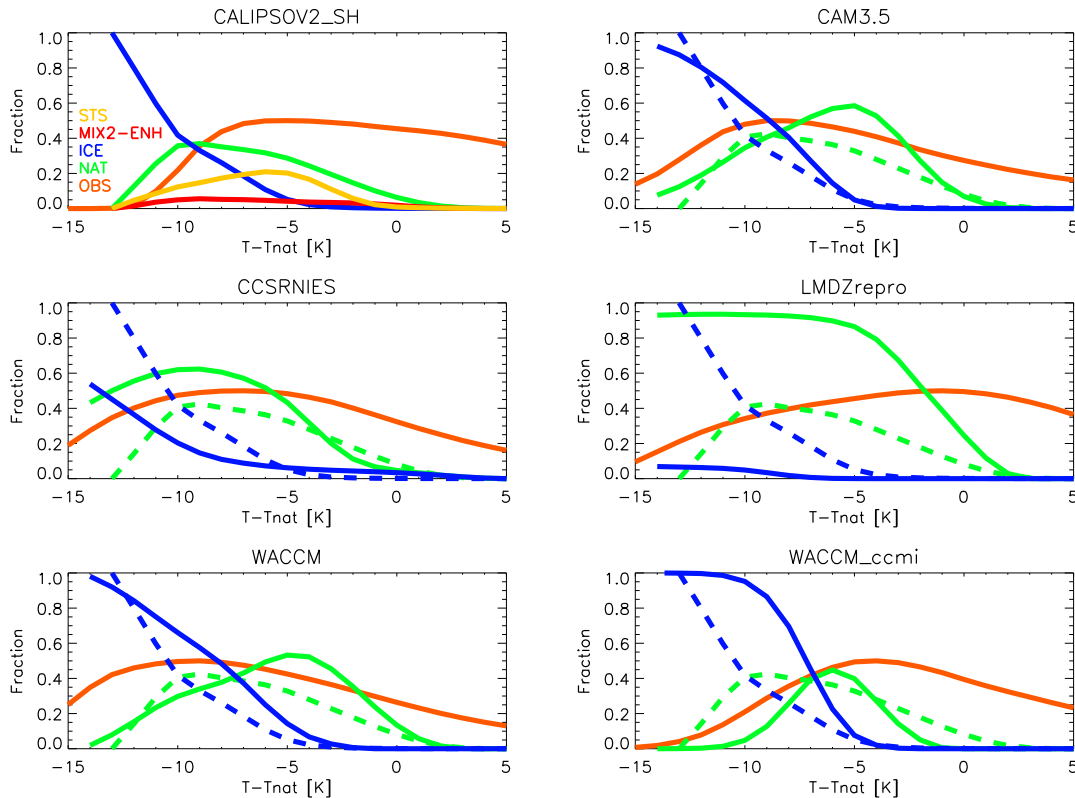 CALIPSOV2_SH
1.0
0.8
0.6
0.4
0.2
0.0
Fraction
STS
MIX2-ENH
ICE
NAT
OBS
-15 -10 -5 0 5
T-Tnat [K]
CAM3.5
1.0
0.8
0.6
0.4
0.2
0.0
Fraction
-15 -10 -5 0 5
T-Tnat [K]
CCSRNIES
1.0
0.8
0.6
0.4
0.2
0.0
Fraction
-15 -10 -5 0 5
T-Tnat [K]
LMDZrepro
1.0
0.8
0.6
0.4
0.2
0.0
Fraction
-15 -10 -5 0 5
T-Tnat [K]
WACCM
1.0
0.8
0.6
0.4
0.2
0.0
Fraction
-15 -10 -5 0 5
T-Tnat [K]
WACCM_ccmi
1.0
0.8
0.6
0.4
0.2
0.0
Fraction
-15 -10 -5 0 5
T-Tnat [K]